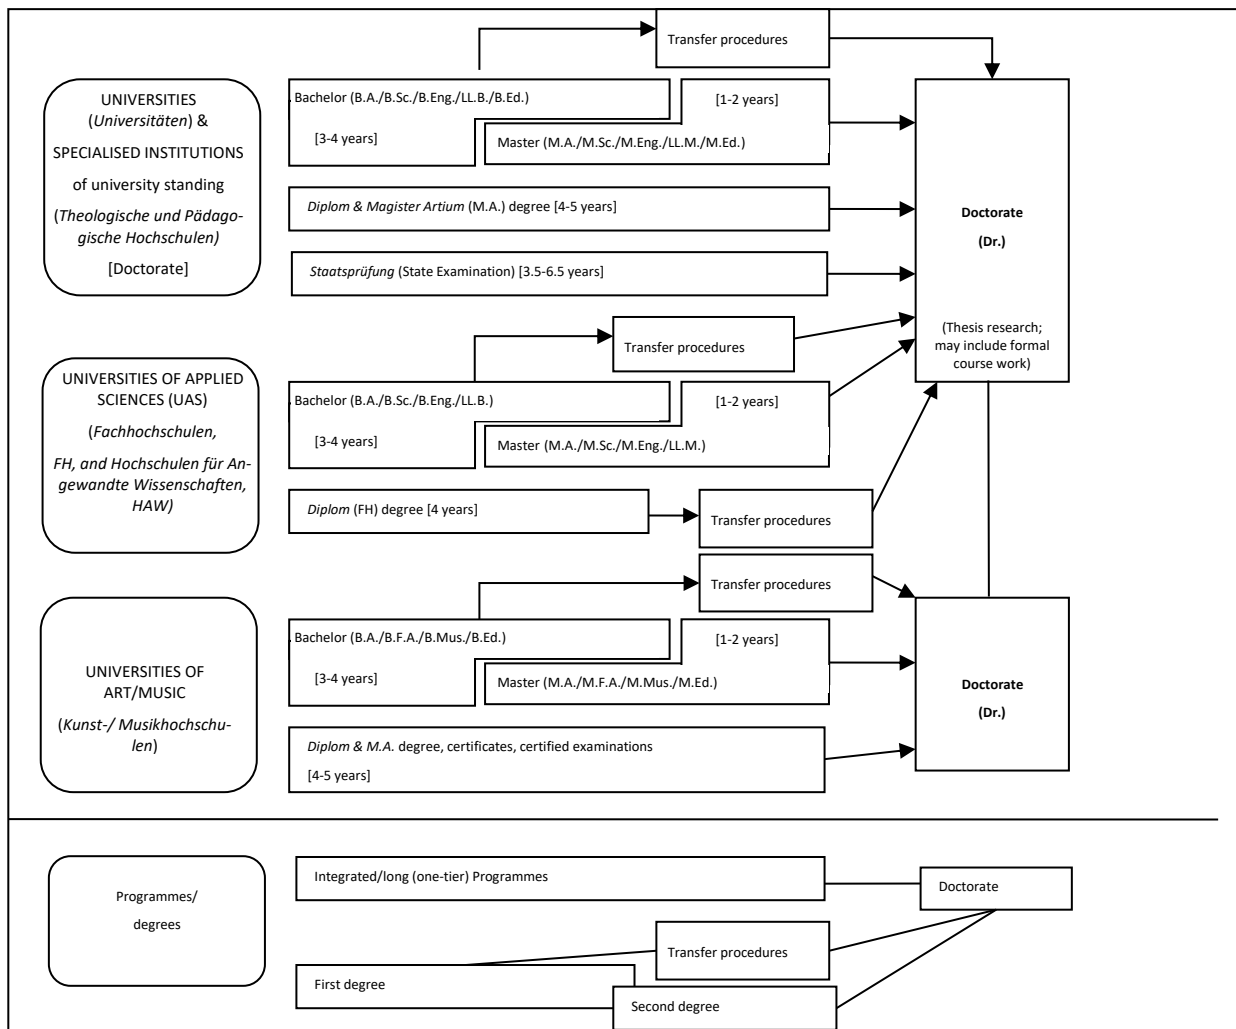 Transfer procedures
UNIVERSITIES
(Universitäten) &
SPECIALISED INSTITUTIONS
of university standing
(Theologische und Pädago-
gische Hochschulen)
[Doctorate]
Bachelor (B.A./B.Sc./B.Eng./LL.B./B.Ed.)
[3-4 years]
[1-2 years]
Master (M.A./M.Sc./M.Eng./LL.M./M.Ed.)
Diplom & Magister Artium (M.A.) degree [4-5 years]
Staatsprüfung (State Examination) [3.5-6.5 years]
Doctorate
(Dr.)
(Thesis research;
may include formal
course work)
Transfer procedures
UNIVERSITIES OF APPLIED
SCIENCES (UAS)
(Fachhochschulen,
FH, and Hochschulen für An-
gewandte Wissenschaften,
HAW)
Bachelor (B.A./B.Sc./B.Eng./LL.B.)
[3-4 years]
[1-2 years]
Master (M.A./M.Sc./M.Eng./LL.M.)
Diplom (FH) degree [4 years]
Transfer procedures
Transfer procedures
UNIVERSITIES OF
ART/MUSIC
(Kunst-/ Musikhochschu-
len)
Bachelor (B.A./B.F.A./B.Mus./B.Ed.)
[3-4 years]
[1-2 years]
Master (M.A./M.F.A./M.Mus./M.Ed.)
Diplom & M.A. degree, certificates, certified examinations
[4-5 years]
Doctorate
(Dr.)
Programmes/
degrees
Integrated/long (one-tier) Programmes
Doctorate
Transfer procedures
First degree
Second degree